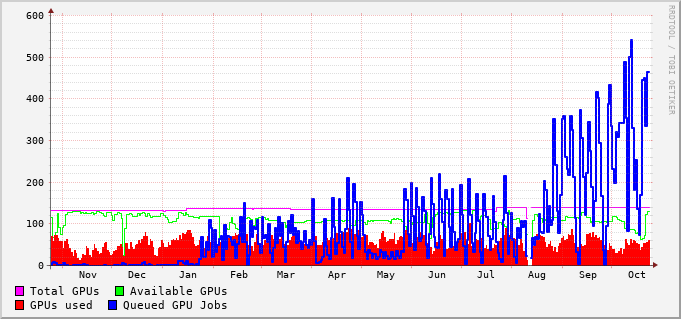 600
500
400
300
200
100
0
Nov Dec Jan Feb Mar Apr May Jun Jul Aug Sep Oct
Total GPUs Available GPUs
GPUs used Queued GPU Jobs
RRDTOOL / TOBI OETIKER